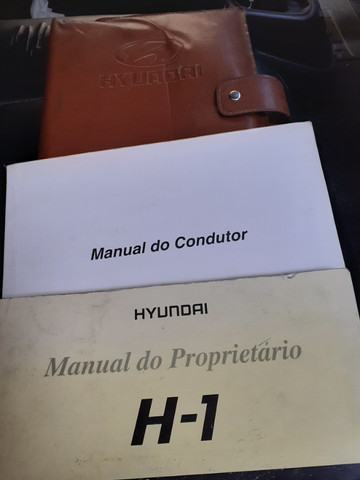 HYUNDAI
Manual do Condutor
HYUNDAI
Manual do Proprietário
H-1